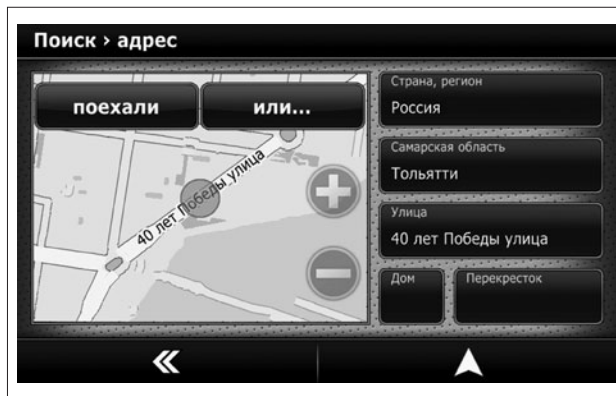 Поиск › адрес
поехали
или...
40 лет Победы улица
Страна, регион
Россия
Самарская область
Тольятти
Улица
40 лет Победы улица
Дом
Перекресток